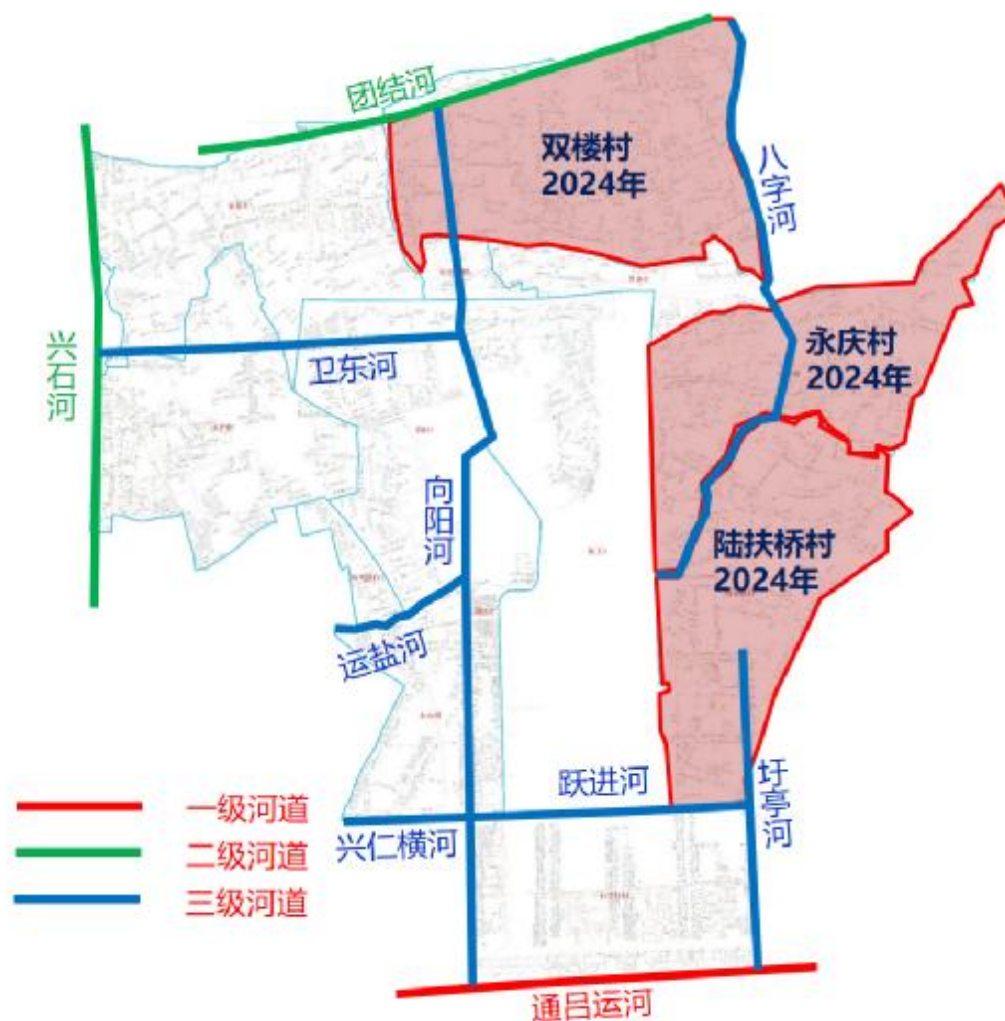 团结河
双楼村
2024年
八字河
兴石河
卫东河
永庆村
2024年
向阳河
陆扶桥村
2024年
运盐河
跃进河
圩亭河
兴仁横河
一级河道
二级河道
三级河道
通吕运河